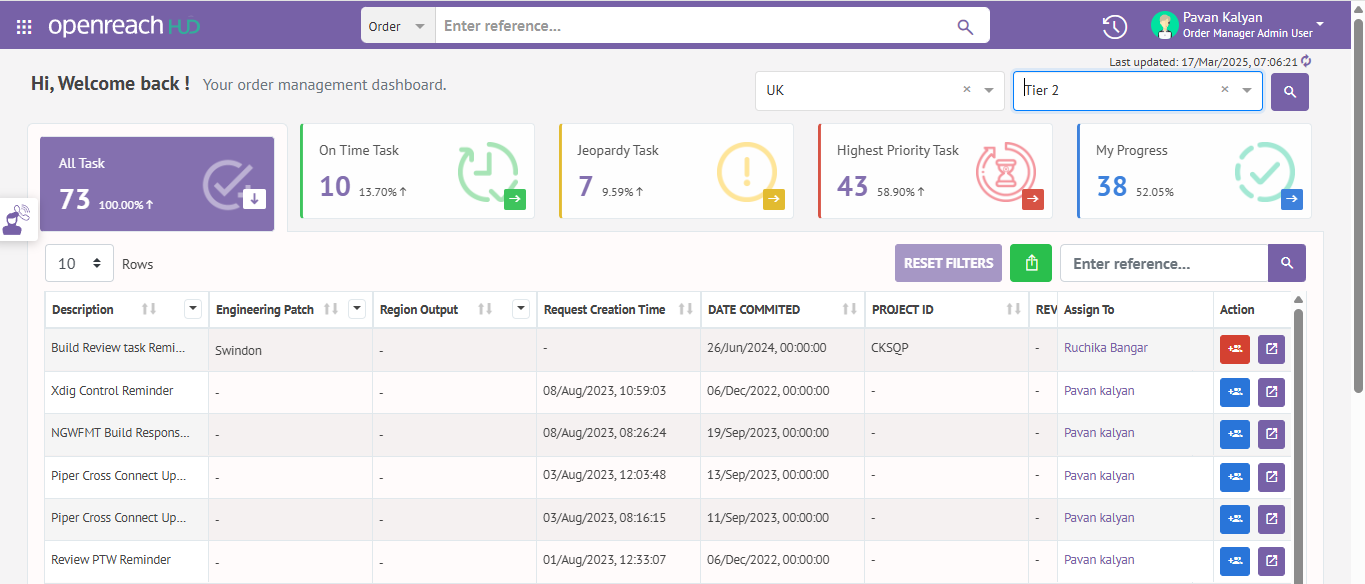 openreach HUD
Order
Enter reference...
Pavan Kalyan
Order Manager Admin User
Last updated: 17/Mar/2025, 07:06:21
Hi, Welcome back ! Your order management dashboard.
UK × Tier 2 ×
All Task
73 100.00%
On Time Task
10 13.70%
Jeopardy Task
7 9.59%
Highest Priority Task
43 58.90%
My Progress
38 52.05%
10 Rows
RESET FILTERS
Enter reference...
Description Engineering Patch Region Output Request Creation Time DATE COMMITED PROJECT ID REV Assign To Action
Build Review task Remi... Swindon - - 26/Jun/2024, 00:00:00 CKSQP - Ruchika Bangar
Xdig Control Reminder - - 08/Aug/2023, 10:59:03 06/Dec/2022, 00:00:00 - - Pavan kalyan
NGWFMT Build Respons... - - 08/Aug/2023, 08:26:24 19/Sep/2023, 00:00:00 - - Pavan kalyan
Piper Cross Connect Up... - - 03/Aug/2023, 12:03:48 13/Sep/2023, 00:00:00 - - Pavan kalyan
Piper Cross Connect Up... - - 03/Aug/2023, 08:16:15 11/Sep/2023, 00:00:00 - - Pavan kalyan
Review PTW Reminder - - 01/Aug/2023, 12:33:07 06/Dec/2022, 00:00:00 - - Pavan kalyan